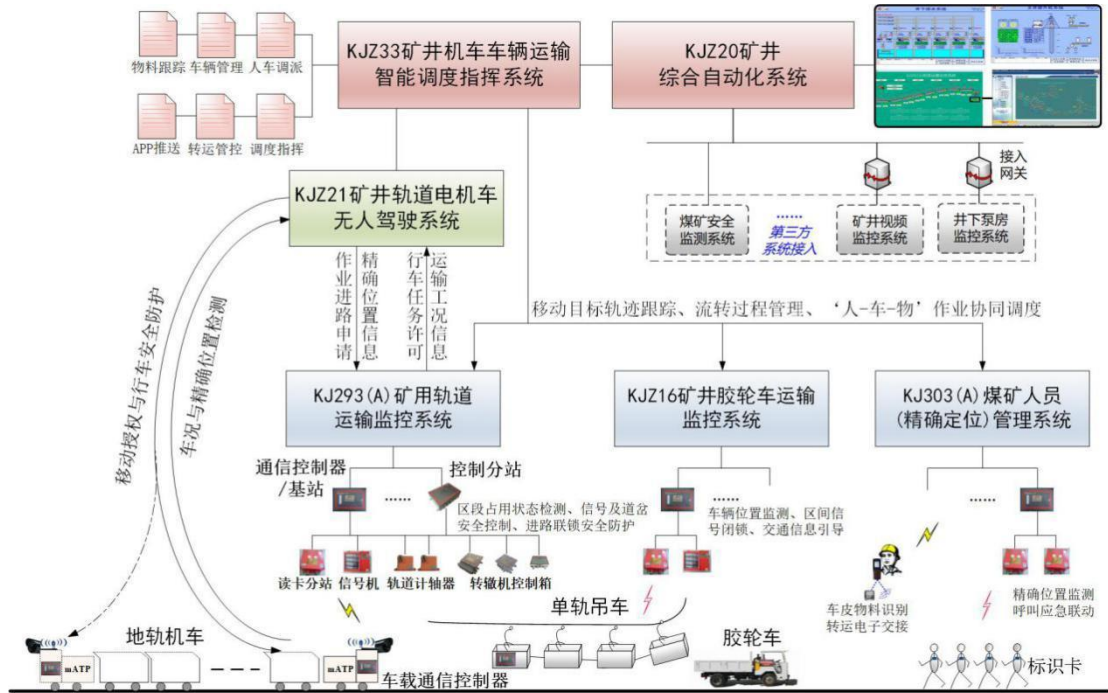 物料跟踪 车辆管理 人车调派
APP推送 转运管控 调度指挥
KJZ33矿井机车车辆运输
智能调度指挥系统
KJZ20矿井
综合自动化系统
接入
网关
煤矿安全
监测系统
......
第三方
系统接入
矿井视频
监控系统
井下泵房
监控系统
KJZ21矿井轨道电机车
无人驾驶系统
作业进路申请
精确位置信息
行车任务许可
运输工况信息
移动授权与行车安全防护
车况与精确位置检测
移动目标轨迹跟踪、流转过程管理、‘人-车-物’作业协同调度
KJ293(A)矿用轨道
运输监控系统
KJZ16矿井胶轮车运输
监控系统
KJ303(A)煤矿人员
(精确定位)管理系统
通信控制器
/基站
......
控制分站
区段占用状态检测、信号及道岔
安全控制、进路联锁安全防护
读卡分站 信号机 轨道计轴器 转辙机控制箱
......
车辆位置监测、区间信
号闭锁、交通信息引导
......
车皮物料识别
转运电子交接
精确位置监测
呼叫应急联动
地轨机车
mATP
mATP
车载通信控制器
单轨吊车
胶轮车
标识卡